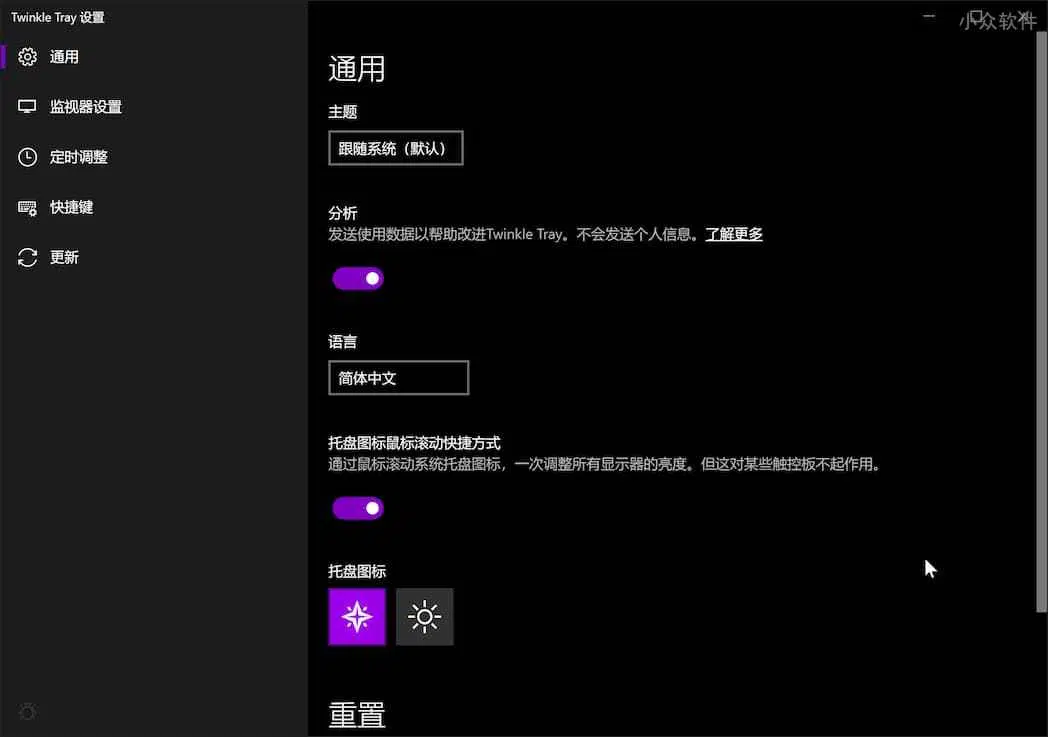 Twinkle Tray 设置
小众软件
通用
监视器设置
定时调整
快捷键
更新
通用
主题
跟随系统（默认）
分析
发送使用数据以帮助改进Twinkle Tray。不会发送个人信息。了解更多
语言
简体中文
托盘图标鼠标滚动快捷方式
通过鼠标滚动系统托盘图标，一次调整所有显示器的亮度。但这对某些触控板不起作用。
托盘图标
重置